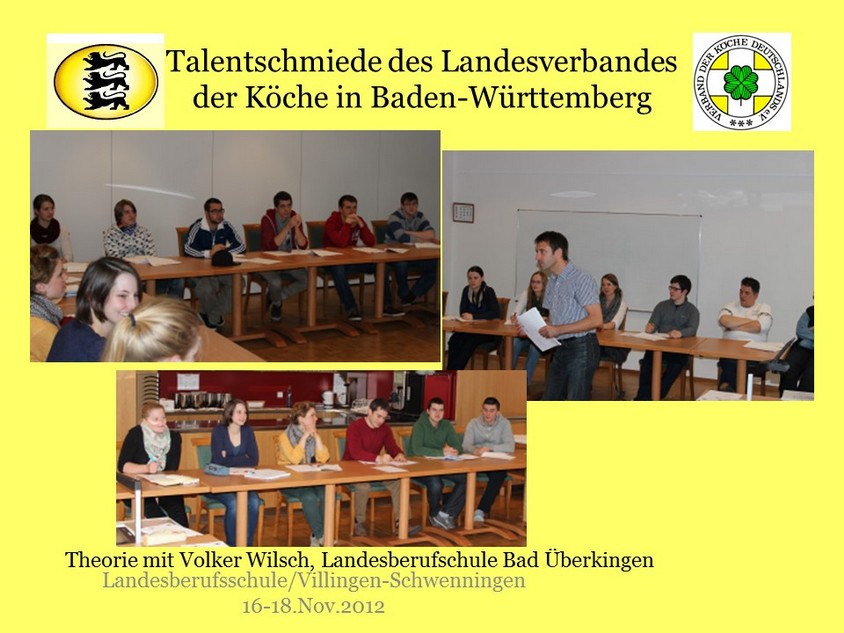 Talentschmiede des Landesverbandes
der Köche in Baden-Württemberg
VERBAND DER KÖCHE DEUTSCHLANDS e.V.
Theorie mit Volker Wilsch, Landesberufschule Bad Überkingen
Landesberufsschule/Villingen-Schwenningen
16-18.Nov.2012